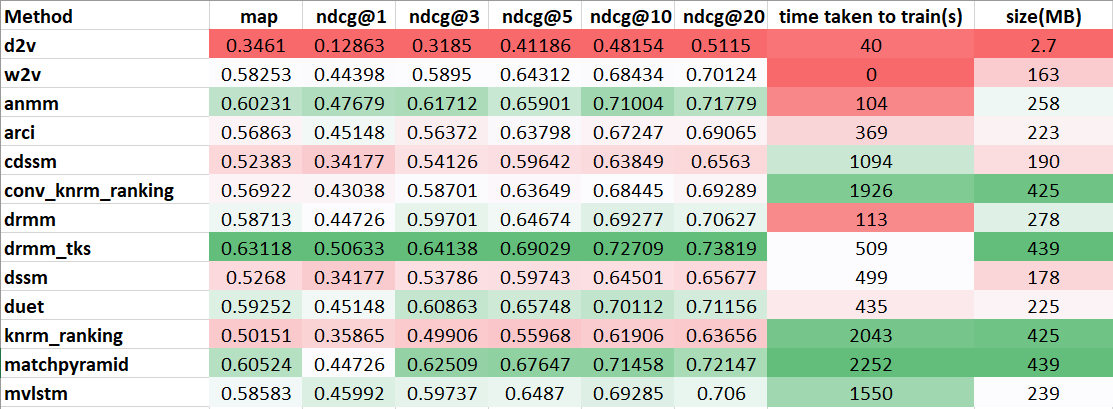 Method map ndcg@1 ndcg@3 ndcg@5 ndcg@10 ndcg@20 time taken to train(s) size(MB)
d2v 0.3461 0.12863 0.3185 0.41186 0.48154 0.5115 40 2.7
w2v 0.58253 0.44398 0.5895 0.64312 0.68434 0.70124 0 163
anmm 0.60231 0.47679 0.61712 0.65901 0.71004 0.71779 104 258
arci 0.56863 0.45148 0.56372 0.63798 0.67247 0.69065 369 223
cdssm 0.52383 0.34177 0.54126 0.59642 0.63849 0.6563 1094 190
conv_knrm_ranking 0.56922 0.43038 0.58701 0.63649 0.68445 0.69289 1926 425
drmm 0.58713 0.44726 0.59701 0.64674 0.69277 0.70627 113 278
drmm_tks 0.63118 0.50633 0.64138 0.69029 0.72709 0.73819 509 439
dssm 0.5268 0.34177 0.53786 0.59743 0.64501 0.65677 499 178
duet 0.59252 0.45148 0.60863 0.65748 0.70112 0.71156 435 225
knrm_ranking 0.50151 0.35865 0.49906 0.55968 0.61906 0.63656 2043 425
matchpyramid 0.60524 0.44726 0.62509 0.67647 0.71458 0.72147 2252 439
mvlstm 0.58583 0.45992 0.59737 0.6487 0.69285 0.706 1550 239